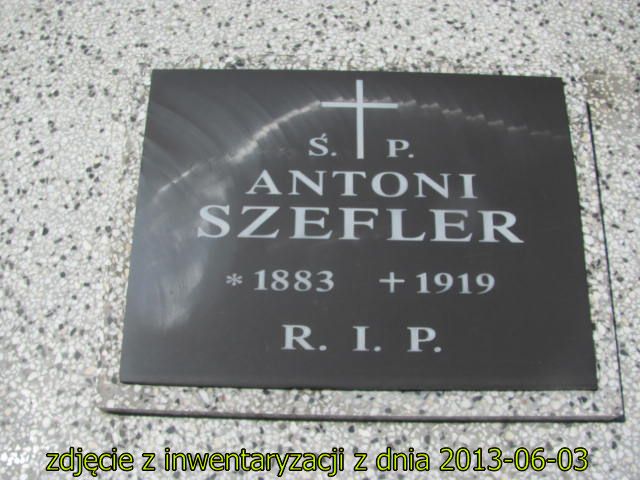 Ś. P.
ANTONI
SZEFLER
* 1883 + 1919
R. I. P.
zdjęcie z inwentaryzacji z dnia 2013-06-03